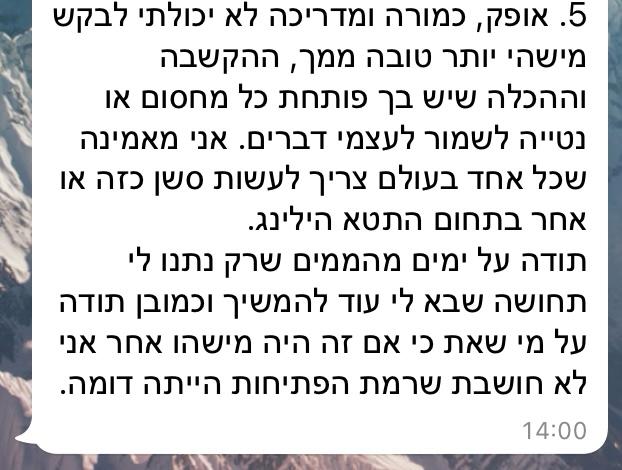 5. אופק, כמורה ומדריכה לא יכולתי לבקש
מישהי יותר טובה ממך, ההקשבה
וההכלה שיש בך פותחת כל מחסום או
נטייה לשמור לעצמי דברים. אני מאמינה
שכל אחד בעולם צריך לעשות סשן כזה או
אחר בתחום התטא הילינג.
תודה על ימים מהממים שרק נתנו לי
תחושה שבא לי עוד להמשיך וכמובן תודה
על מי שאת כי אם זה היה מישהו אחר אני
לא חושבת שרמת הפתיחות הייתה דומה.
14:00